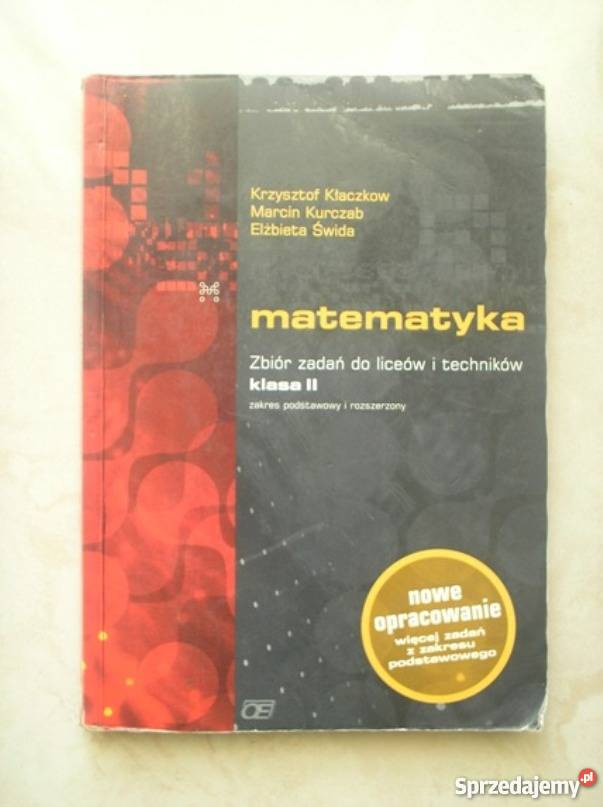 Krzysztof Kłaczkow
Marcin Kurczab
Elżbieta Świda
matematyka
Zbiór zadań do liceów i techników
klasa II
zakres podstawowy i rozszerzony
nowe
opracowanie
więcej zadań
z zakresu
podstawowego
OE
Sprzedajemy.pl